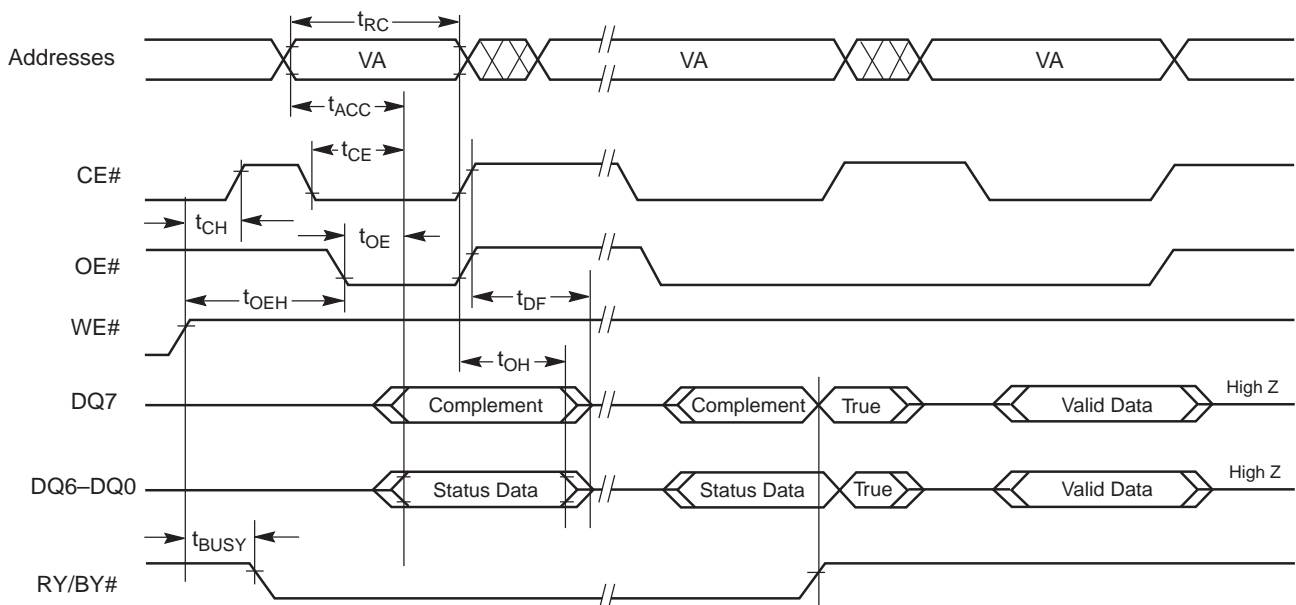 tRC
Addresses VA VA VA
tACC
tCE
CE#
tCH
tOE
OE#
tOEH
tDF
WE#
tOH
DQ7 Complement Complement True Valid Data High Z
DQ6–DQ0 Status Data Status Data True Valid Data High Z
tBUSY
RY/BY#